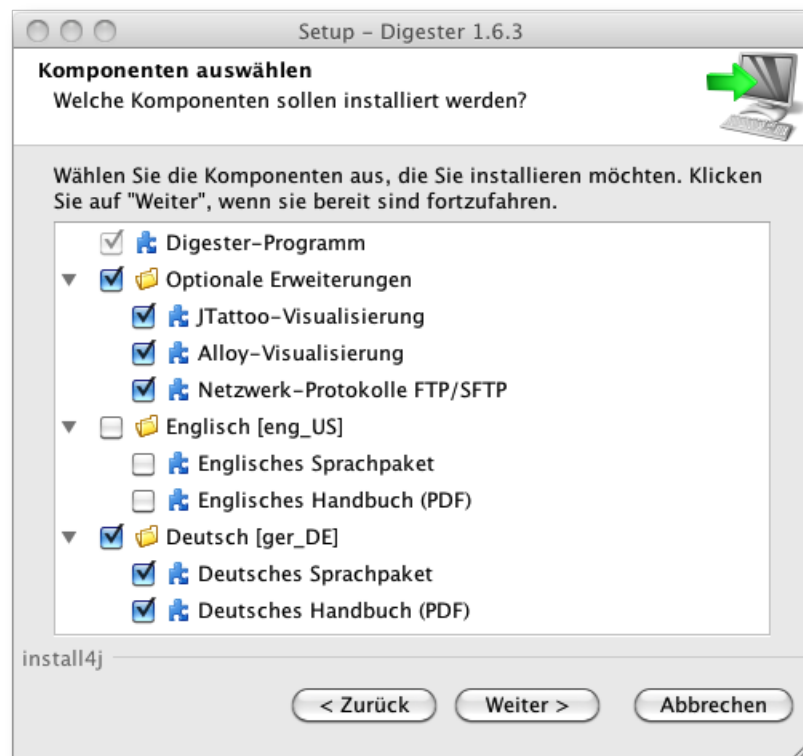 Setup – Digester 1.6.3
Komponenten auswählen
Welche Komponenten sollen installiert werden?
Wählen Sie die Komponenten aus, die Sie installieren möchten. Klicken
Sie auf "Weiter", wenn sie bereit sind fortzufahren.
Digester-Programm
Optionale Erweiterungen
JTattoo-Visualisierung
Alloy-Visualisierung
Netzwerk-Protokolle FTP/SFTP
Englisch [eng_US]
Englisches Sprachpaket
Englisches Handbuch (PDF)
Deutsch [ger_DE]
Deutsches Sprachpaket
Deutsches Handbuch (PDF)
install4j
< Zurück Weiter > Abbrechen